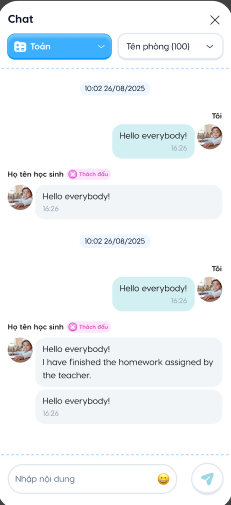 Chat
Toán
Tên phòng (100)
10:02 26/08/2025
Tôi
Hello everybody!
16:26
Họ tên học sinh
Thách đấu
Hello everybody!
16:26
10:02 26/08/2025
Tôi
Hello everybody!
16:26
Họ tên học sinh
Thách đấu
Hello everybody!
I have finished the homework assigned by
the teacher.
Hello everybody!
16:26
Nhập nội dung